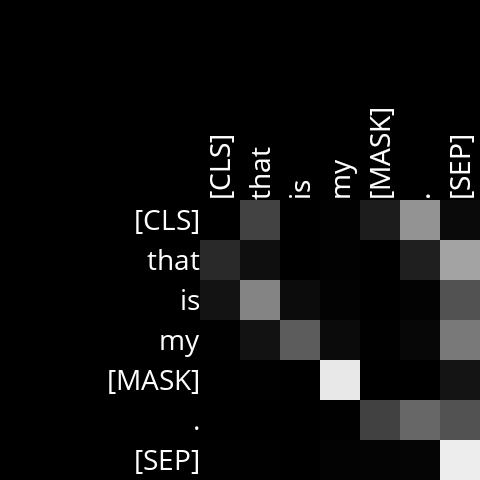 [CLS] that is my [MASK] . [SEP]
[CLS]
that
is
my
[MASK]
.
[SEP]